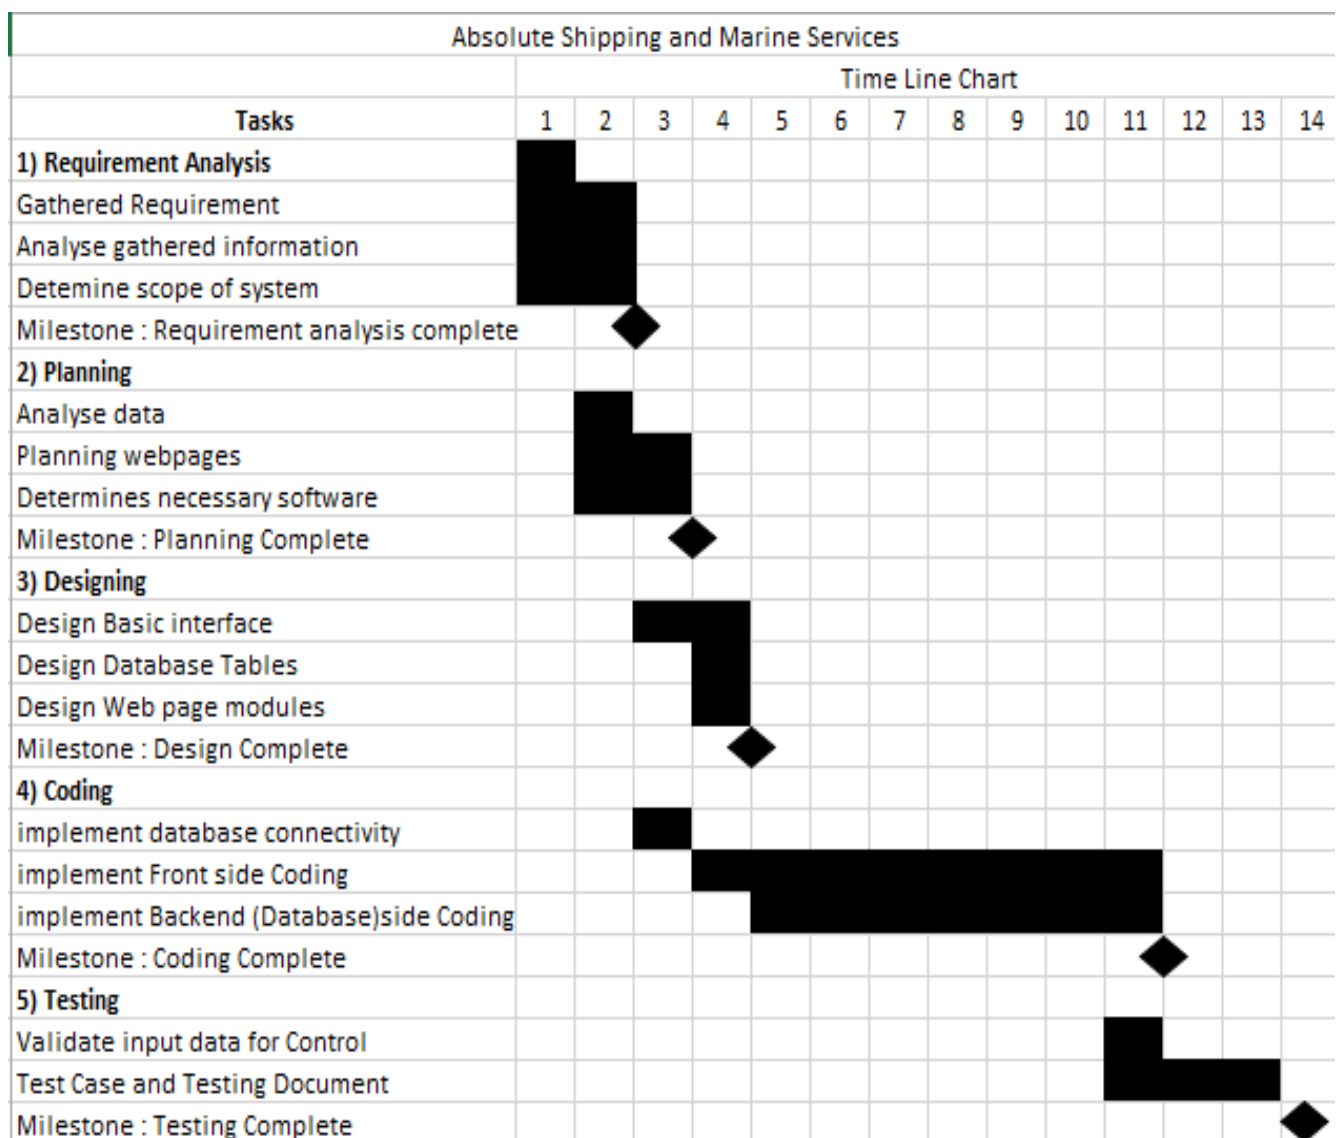 Absolute Shipping and Marine Services
Time Line Chart
Tasks 1 2 3 4 5 6 7 8 9 10 11 12 13 14
1) Requirement Analysis
Gathered Requirement
Analyse gathered information
Detemine scope of system
Milestone : Requirement analysis complete
2) Planning
Analyse data
Planning webpages
Determines necessary software
Milestone : Planning Complete
3) Designing
Design Basic interface
Design Database Tables
Design Web page modules
Milestone : Design Complete
4) Coding
implement database connectivity
implement Front side Coding
implement Backend (Database)side Coding
Milestone : Coding Complete
5) Testing
Validate input data for Control
Test Case and Testing Document
Milestone : Testing Complete